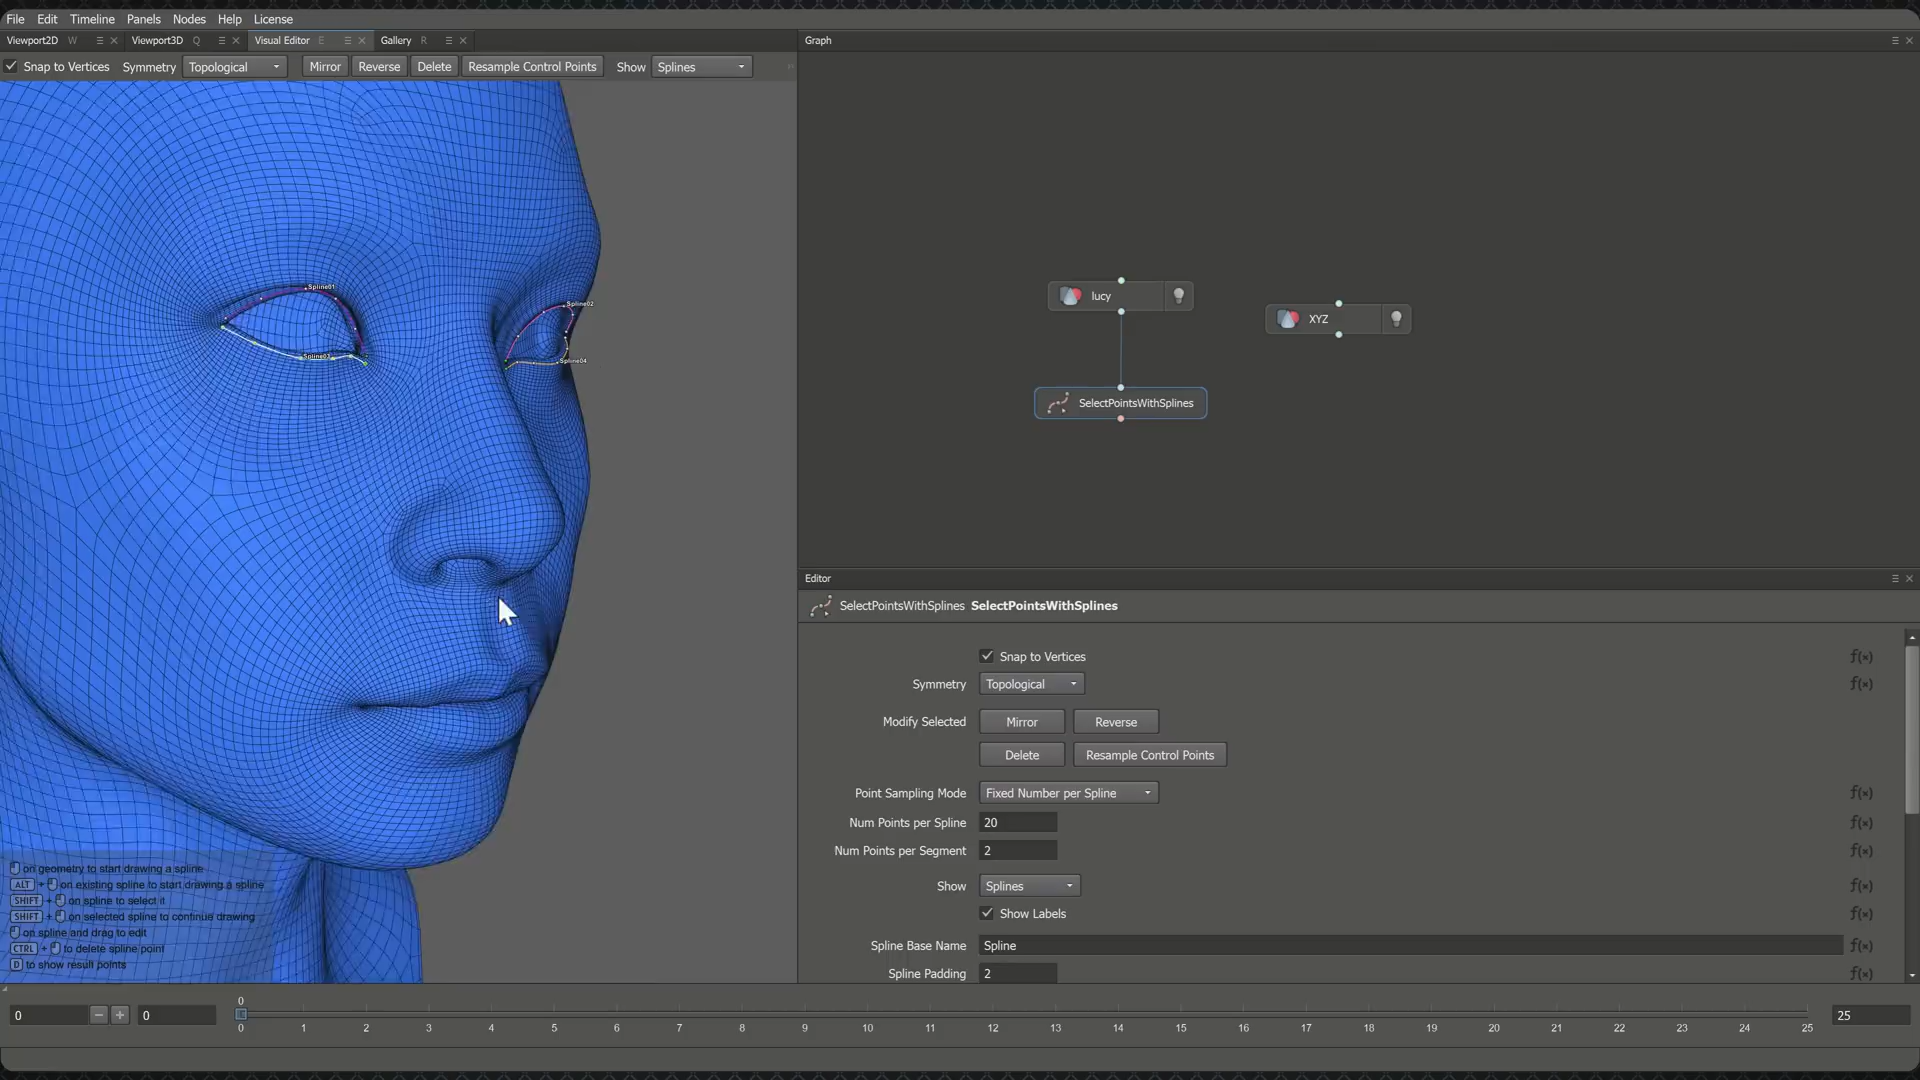 File Edit Timeline Panels Nodes Help License
Viewport2D W Viewport3D Q Visual Editor E Gallery R
Snap to Vertices Symmetry Topological Mirror Reverse Delete Resample Control Points Show Splines
Spline01
Spline02
Spline03
Spline04
on geometry to start drawing a spline
ALT + on existing spline to start drawing a spline
SHIFT + on spline to select it
SHIFT + on selected spline to continue drawing
on spline and drag to edit
CTRL + to delete spline point
D to show result points
Graph
lucy
XYZ
SelectPointsWithSplines
Editor
SelectPointsWithSplines SelectPointsWithSplines
Snap to Vertices f(x)
Symmetry Topological f(x)
Modify Selected Mirror Reverse
Delete Resample Control Points
Point Sampling Mode Fixed Number per Spline f(x)
Num Points per Spline 20 f(x)
Num Points per Segment 2 f(x)
Show Splines f(x)
Show Labels f(x)
Spline Base Name Spline f(x)
Spline Padding 2 f(x)
0
0 0 25
0 1 2 3 4 5 6 7 8 9 10 11 12 13 14 15 16 17 18 19 20 21 22 23 24 25